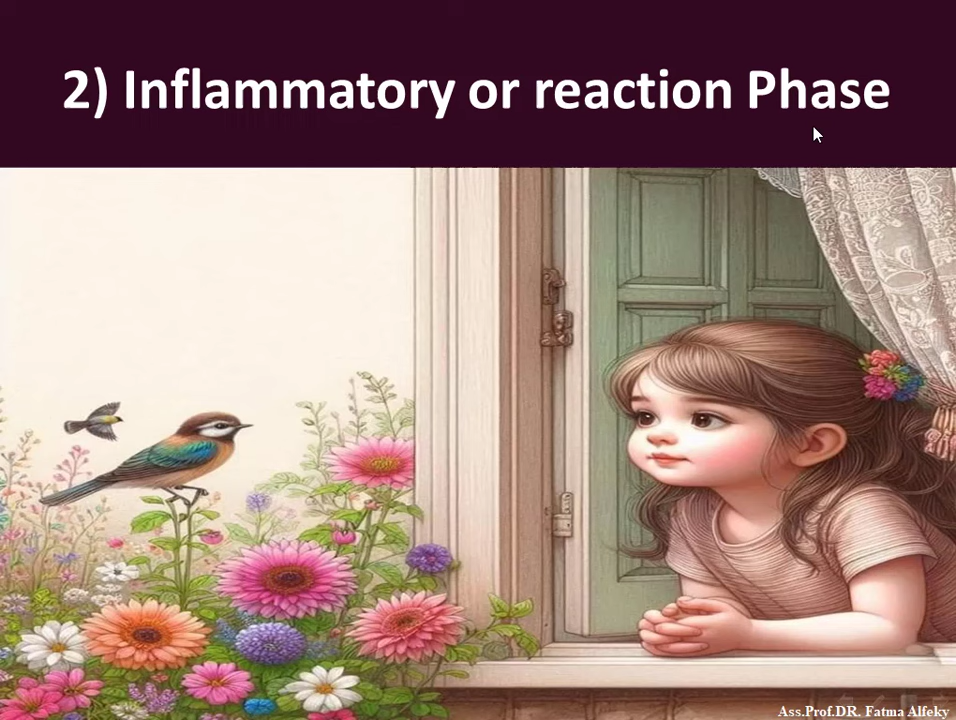 2) Inflammatory or reaction Phase
Ass.Prof.DR. Fatma Alfeky